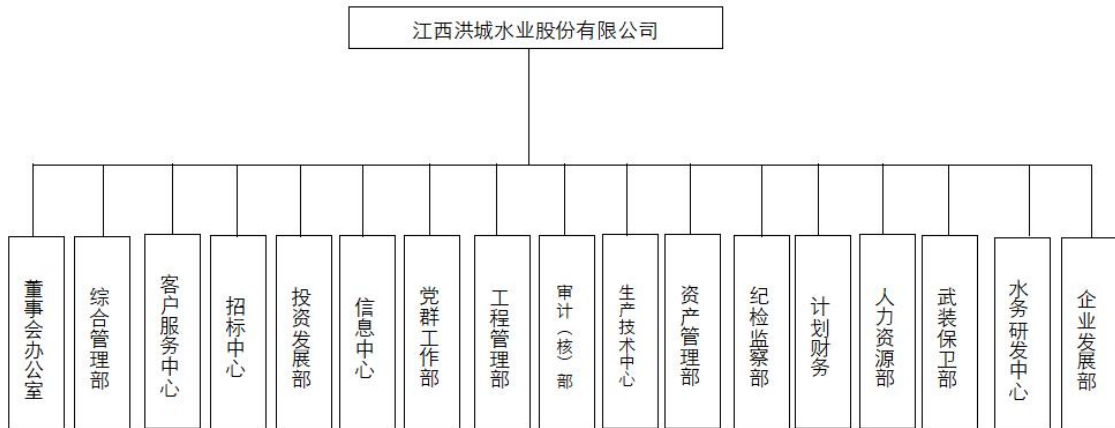 江西洪城水业股份有限公司
董事会办公室
综合管理部
客户服务中心
招标中心
投资发展部
信息中心
党群工作部
工程管理部
审计（核）部
生产技术中心
资产管理部
纪检监察部
计划财务
人力资源部
武装保卫部
水务研发中心
企业发展部